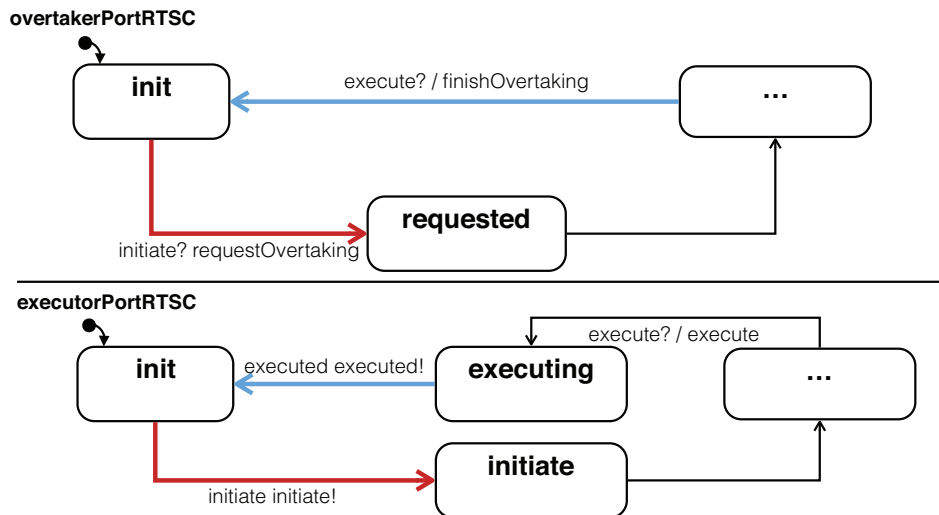 overtakerPortRTSC
init
execute? / finishOvertaking
...
requested
initiate? requestOvertaking
executorPortRTSC
execute? / execute
init
executed executed!
executing
...
initiate
initiate initiate!